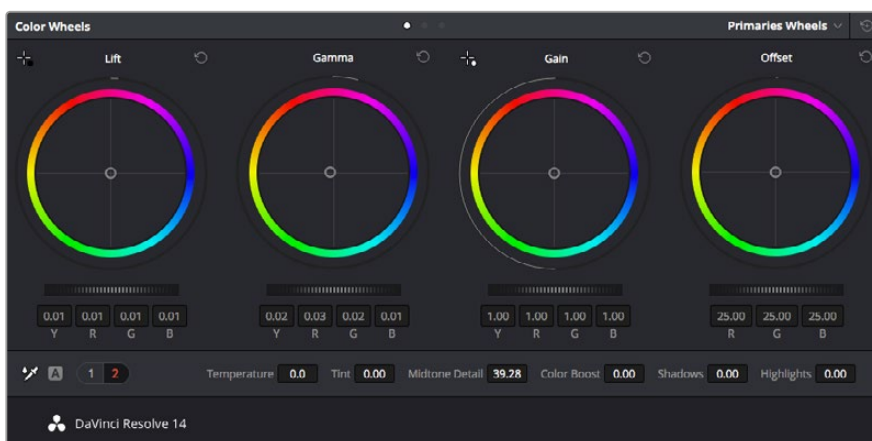 Color Wheels Primaries Wheels
Lift Gamma Gain Offset
0.01 0.01 0.01 0.01 0.02 0.03 0.02 0.01 1.00 1.00 1.00 1.00 25.00 25.00 25.00
Y R G B Y R G B Y R G B R G B
A 1 2 Temperature 0.0 Tint 0.00 Midtone Detail 39.28 Color Boost 0.00 Shadows 0.00 Highlights 0.00
DaVinci Resolve 14